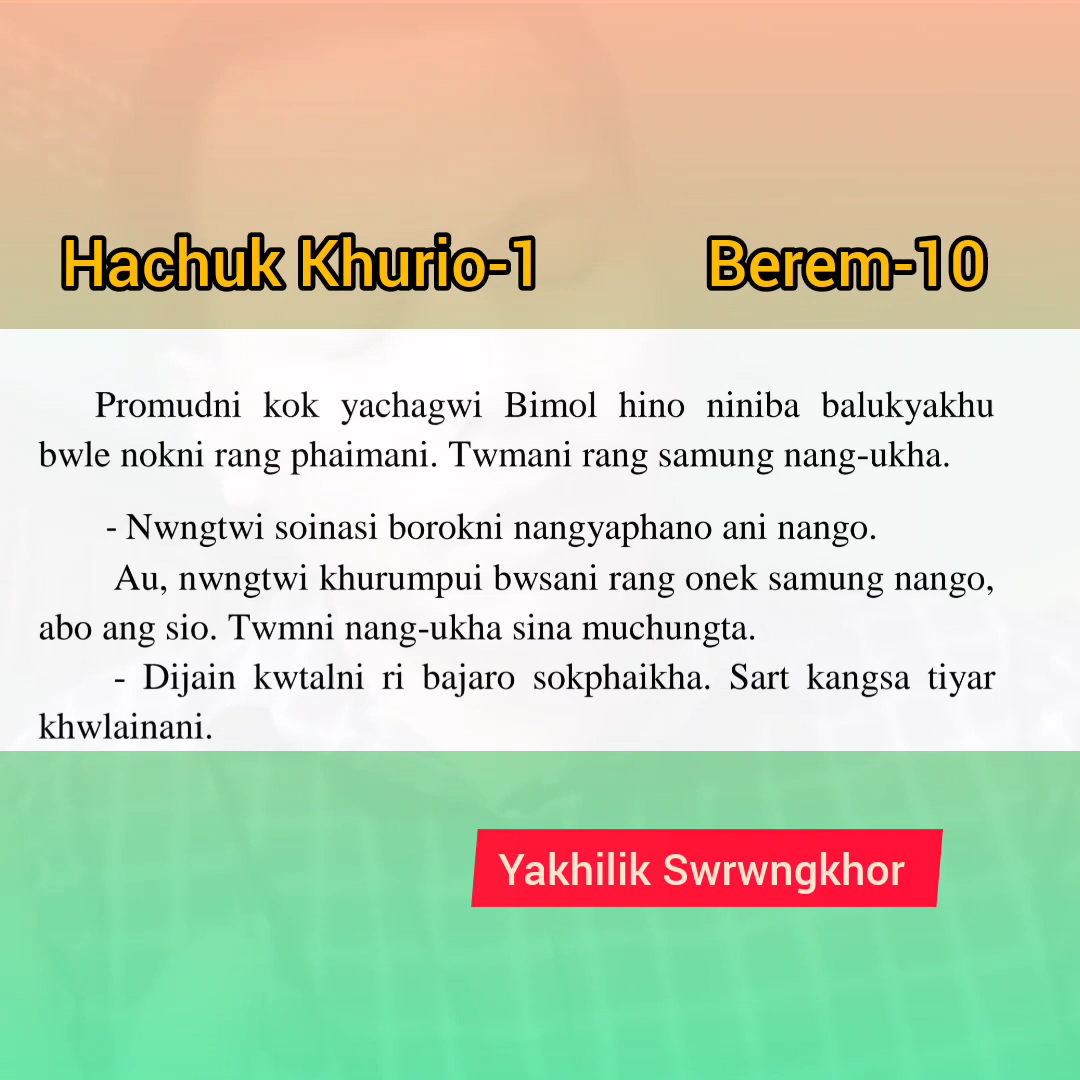 Hachuk Khurio-1 Berem-10
Promudni kok yachagwi Bimol hino niniba balukyakhu
bwle nokni rang phaimani. Twmani rang samung nang-ukha.
- Nwngtwi soinasi borokni nangyaphano ani nango.
Au, nwngtwi khurumpui bwsani rang onek samung nango,
abo ang sio. Twmni nang-ukha sina muchungta.
- Dijain kwtalni ri bajaro sokphaikha. Sart kangsa tiyar
khwlainani.
Yakhilik Swrwngkhor